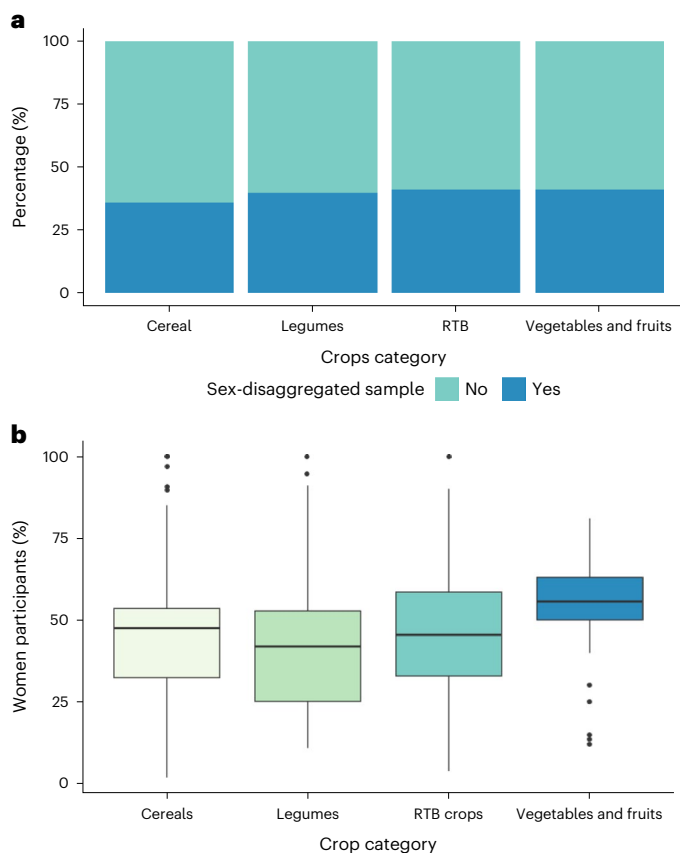 a
100
75
50
25
0
Percentage (%)
Cereal Legumes RTB Vegetables and fruits
Crops category
Sex-disaggregated sample No Yes
b
100
75
50
25
0
Women participants (%)
Cereals Legumes RTB crops Vegetables and fruits
Crop category